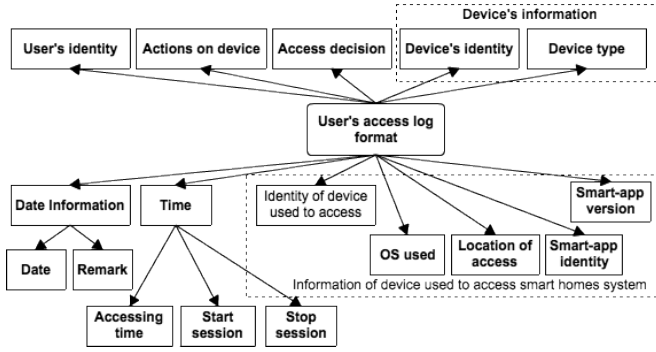 Device's information
User's identity
Actions on device
Access decision
Device's identity
Device type
User's access log
format
Date Information
Time
Identity of device
used to access
Smart-app
version
OS used
Location of
access
Smart-app
identity
Date
Remark
Information of device used to access smart homes system
Accessing
time
Start
session
Stop
session